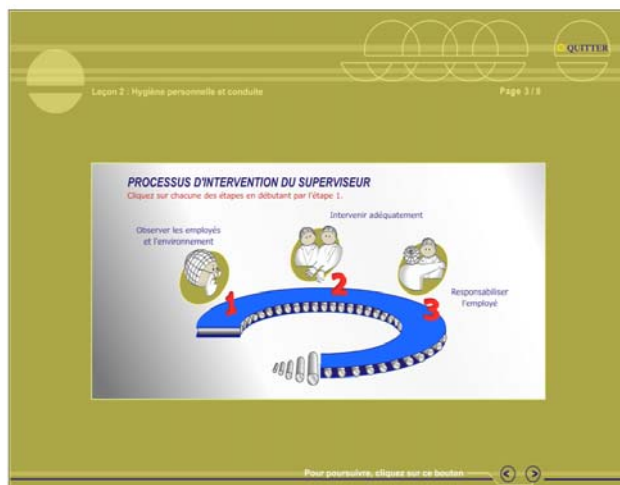 QUITTER
Leçon 2 : Hygiène personnelle et conduite
Page 3 / 8
PROCESSUS D'INTERVENTION DU SUPERVISEUR
Cliquez sur chacune des étapes en débutant par l'étape 1.
Observer les employés
et l'environnement
Intervenir adéquatement
Responsabiliser
l'employé
1
2
3
Pour poursuivre, cliquez sur ce bouton